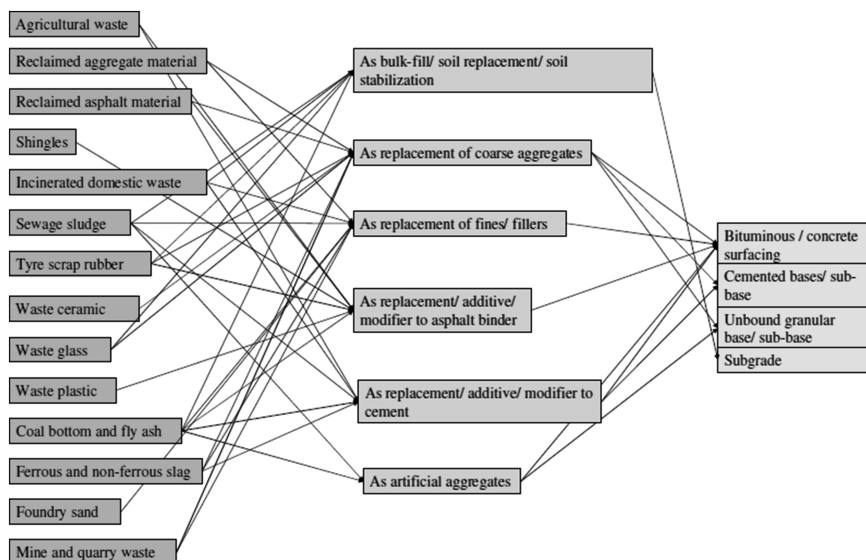 Agricultural waste
Reclaimed aggregate material
Reclaimed asphalt material
Shingles
Incinerated domestic waste
Sewage sludge
Tyre scrap rubber
Waste ceramic
Waste glass
Waste plastic
Coal bottom and fly ash
Ferrous and non-ferrous slag
Foundry sand
Mine and quarry waste
As bulk-fill/ soil replacement/ soil
stabilization
As replacement of coarse aggregates
As replacement of fines/ fillers
As replacement/ additive/
modifier to asphalt binder
As replacement/ additive/ modifier to
cement
As artificial aggregates
Bituminous / concrete
surfacing
Cemented bases/ sub-
base
Unbound granular
base/ sub-base
Subgrade